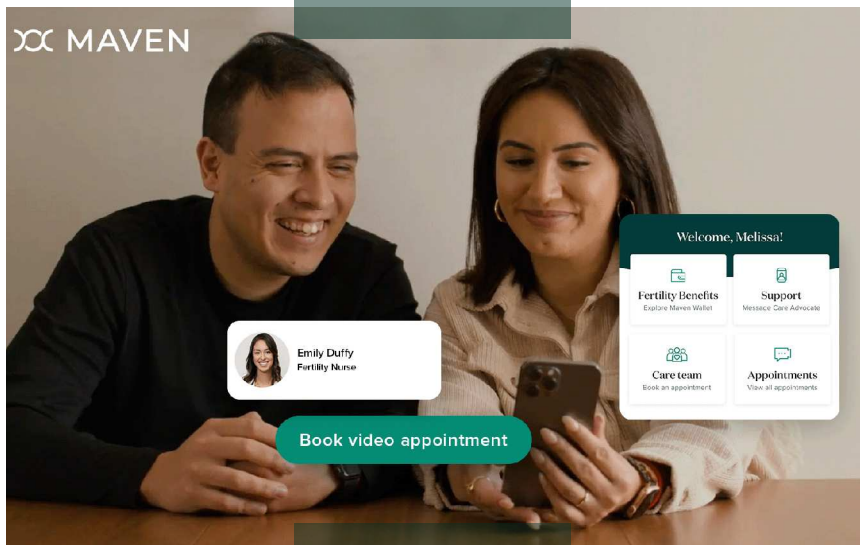 MAVEN
Welcome, Melissa!
Fertility Benefits
Explore Maven Wallet
Support
Message Care Advocate
Emily Duffy
Fertility Nurse
Care team
Book an appointment
Appointments
View all appointments
Book video appointment